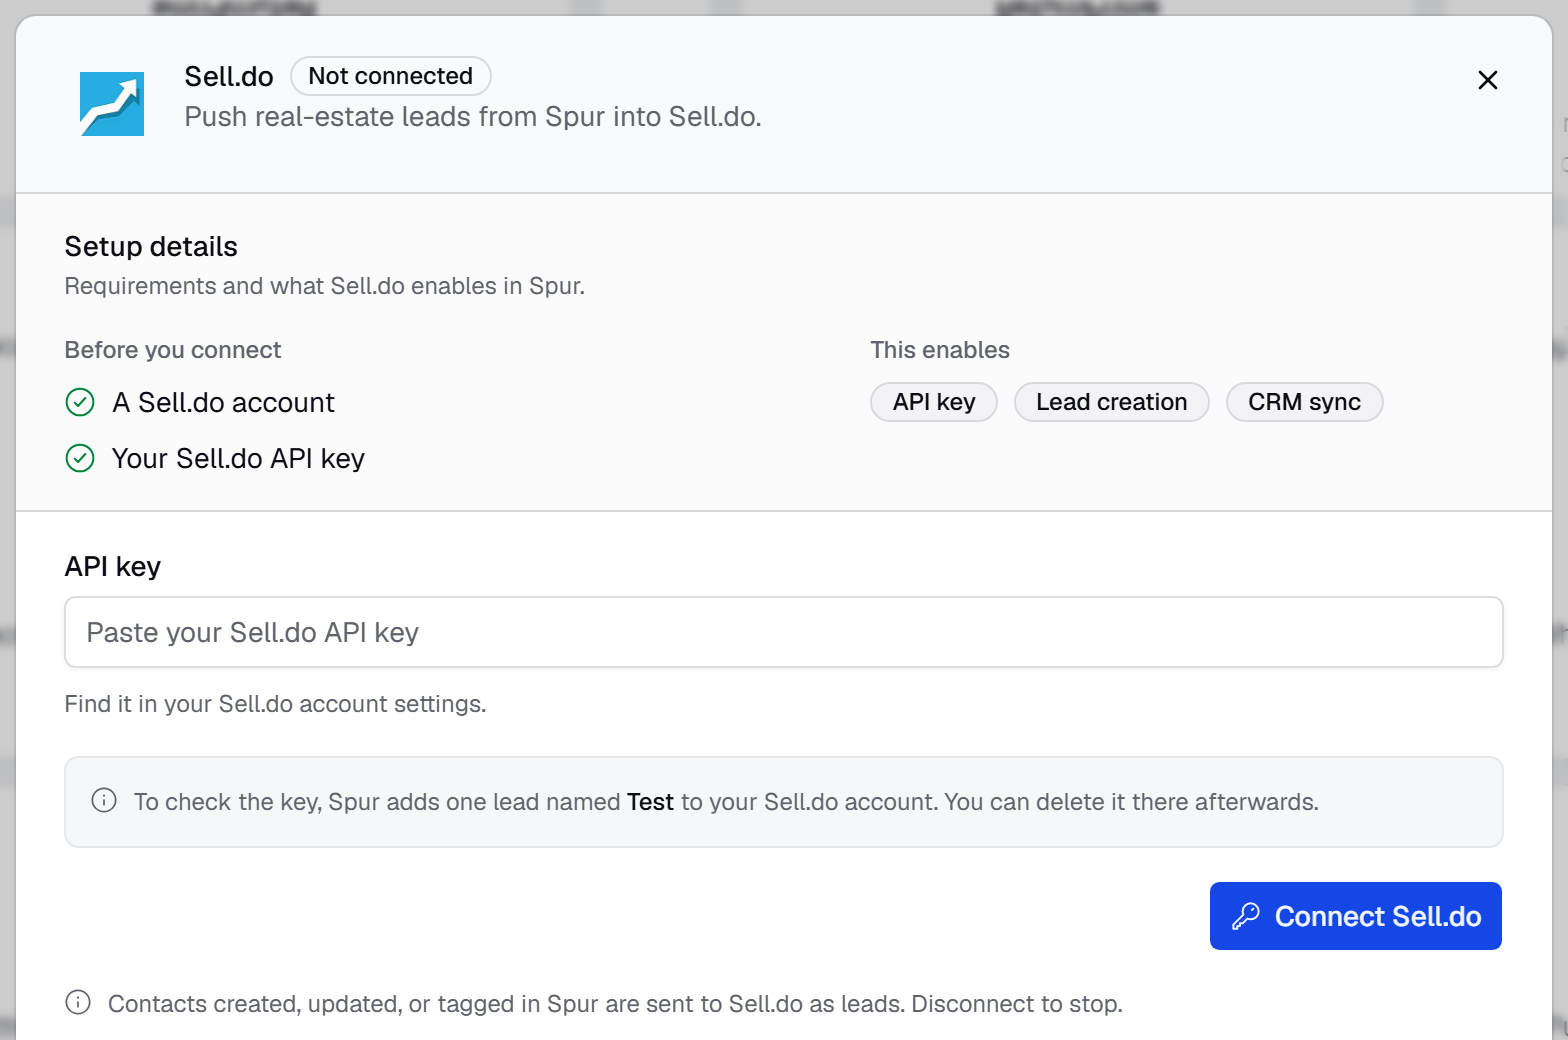 Sell.do
Not connected
Push real-estate leads from Spur into Sell.do.
Setup details
Requirements and what Sell.do enables in Spur.
Before you connect
A Sell.do account
Your Sell.do API key
This enables
API key
Lead creation
CRM sync
API key
Paste your Sell.do API key
Find it in your Sell.do account settings.
To check the key, Spur adds one lead named Test to your Sell.do account. You can delete it there afterwards.
Connect Sell.do
Contacts created, updated, or tagged in Spur are sent to Sell.do as leads. Disconnect to stop.